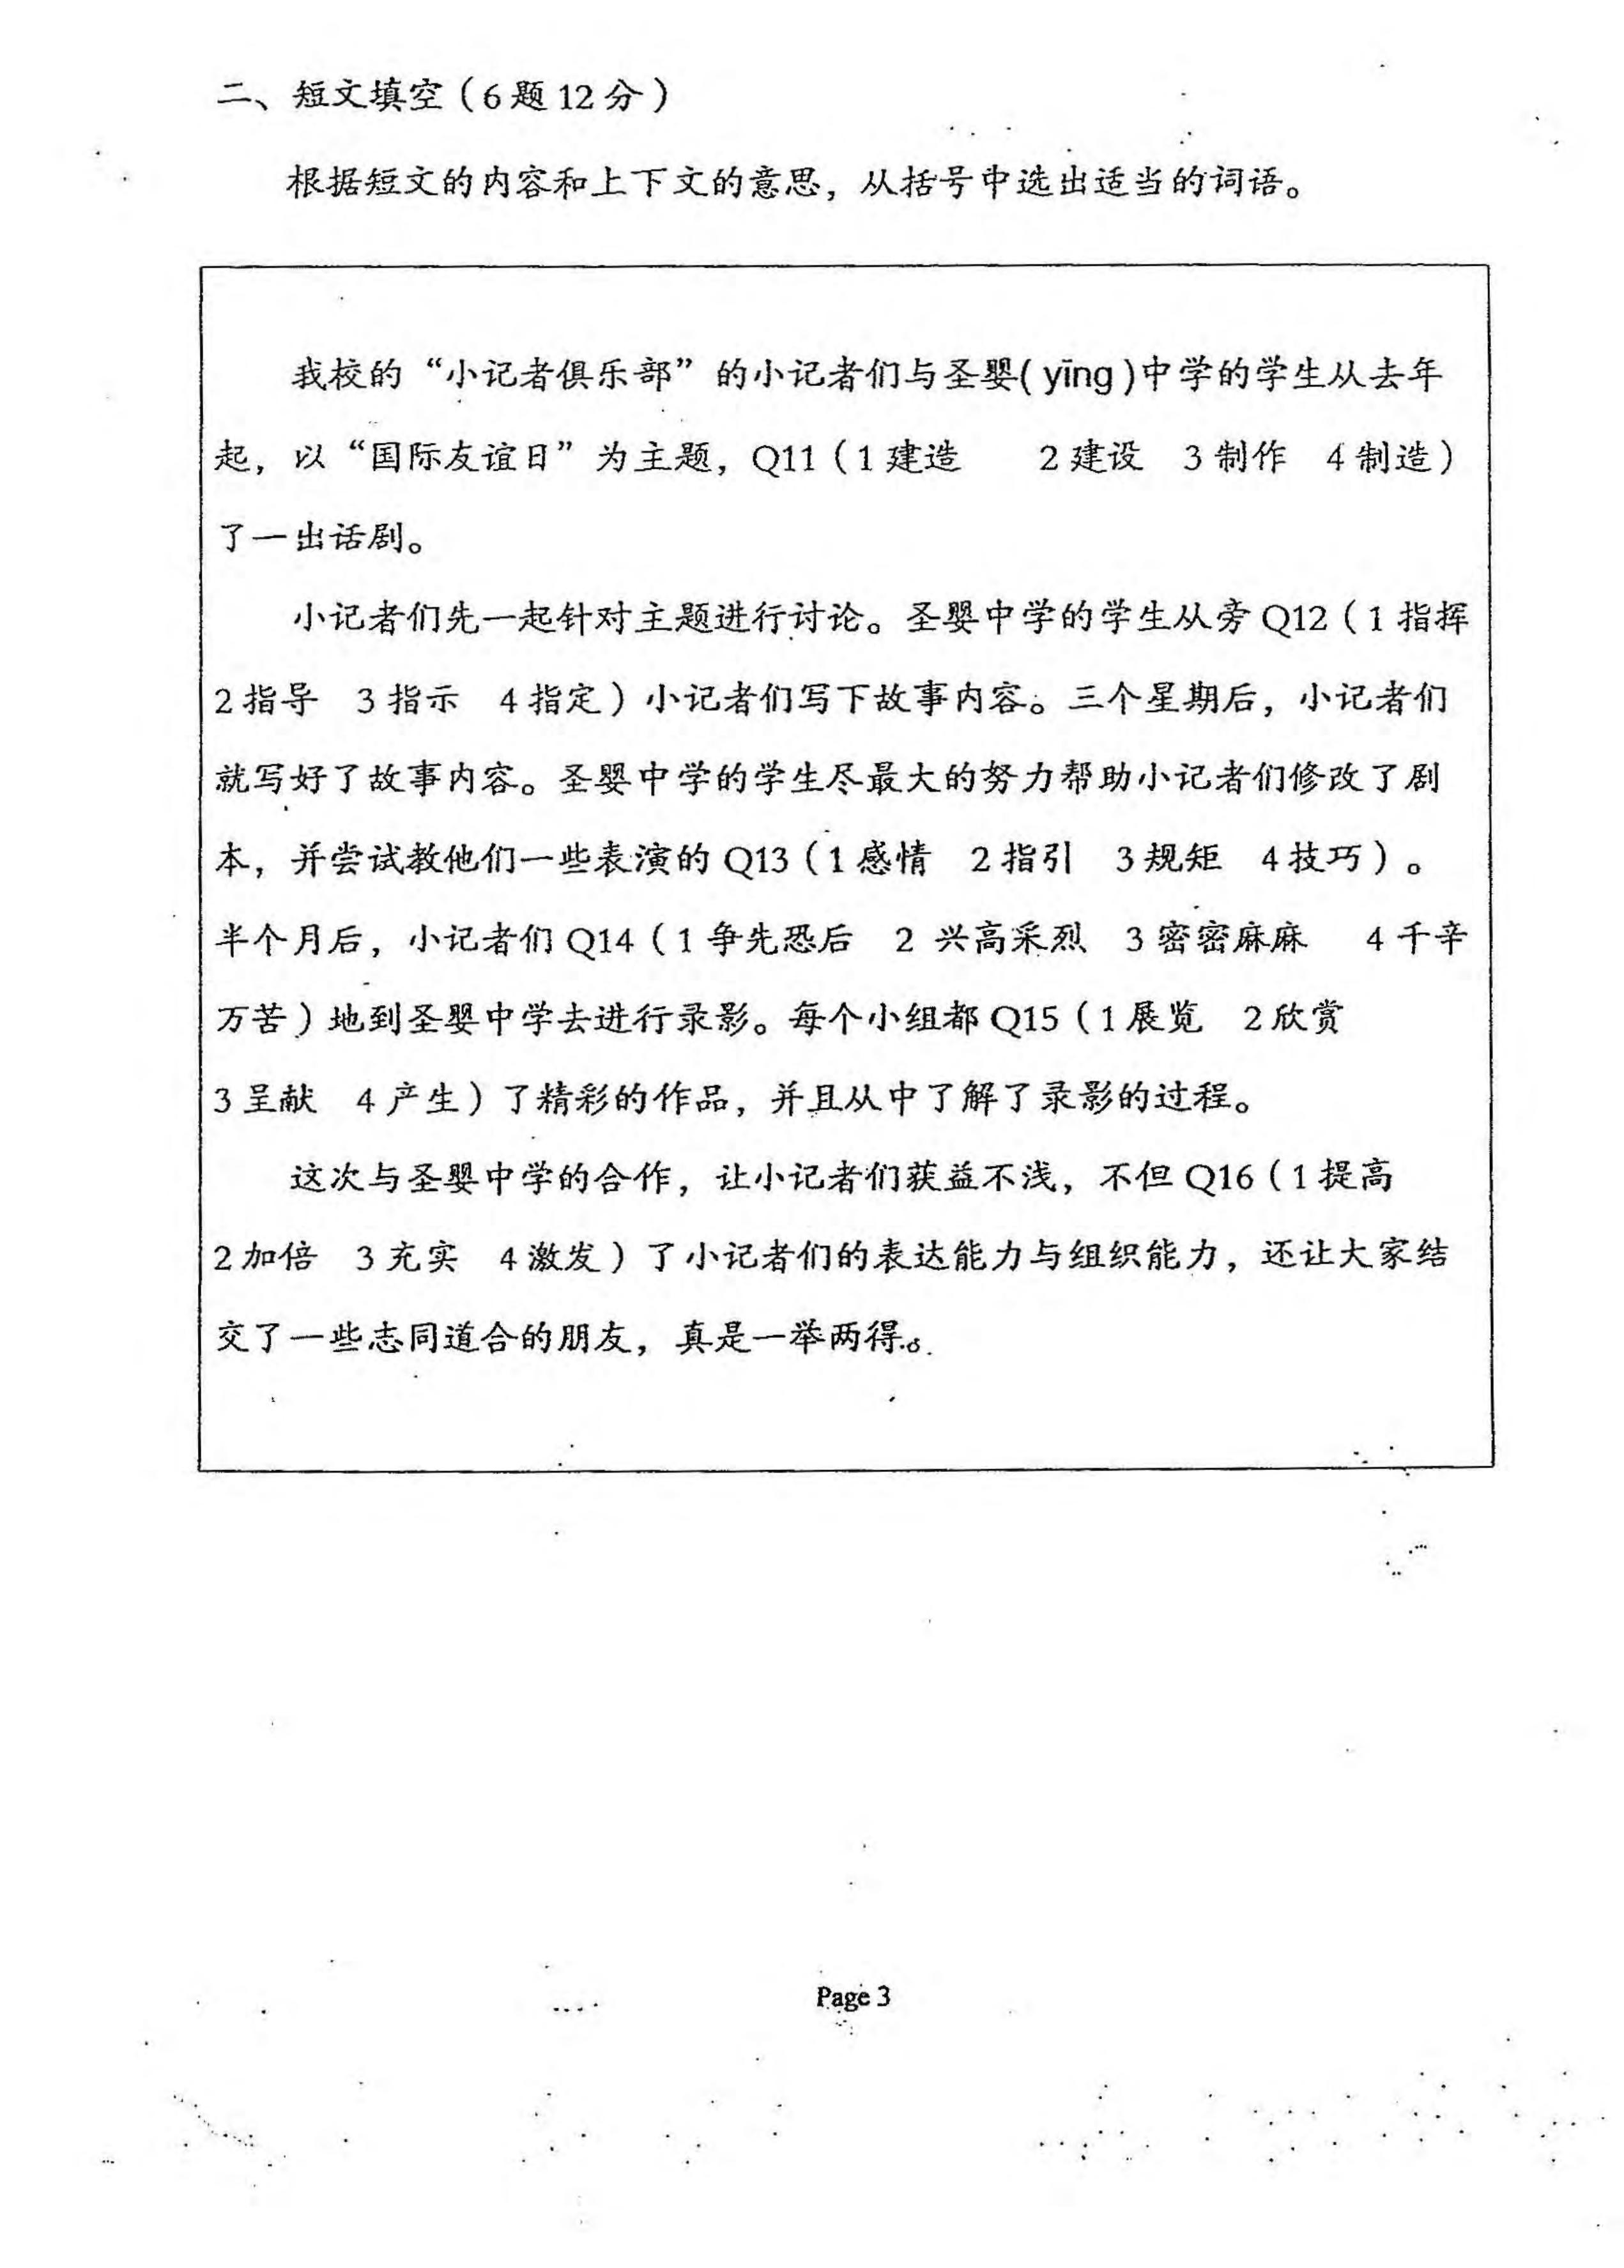 二、短文填空（6题12分）
根据短文的内容和上下文的意思，从括号中选出适当的词语。
我校的“小记者俱乐部”的小记者们与圣婴( yīng )中学的学生从去年
起，以“国际友谊日”为主题，Q11（1建造 2建设 3制作 4制造）
了一出话剧。
小记者们先一起针对主题进行讨论。圣婴中学的学生从旁Q12（1指挥
2指导 3指示 4指定）小记者们写下故事内容。三个星期后，小记者们
就写好了故事内容。圣婴中学的学生尽最大的努力帮助小记者们修改了剧
本，并尝试教他们一些表演的Q13（1感情 2指引 3规矩 4技巧）。
半个月后，小记者们Q14（1争先恐后 2 兴高采烈 3密密麻麻 4千辛
万苦）地到圣婴中学去进行录影。每个小组都Q15（1展览 2欣赏
3呈献 4产生）了精彩的作品，并且从中了解了录影的过程。
这次与圣婴中学的合作，让小记者们获益不浅，不但Q16（1提高
2加倍 3充实 4激发）了小记者们的表达能力与组织能力，还让大家结
交了一些志同道合的朋友，真是一举两得。
Page 3